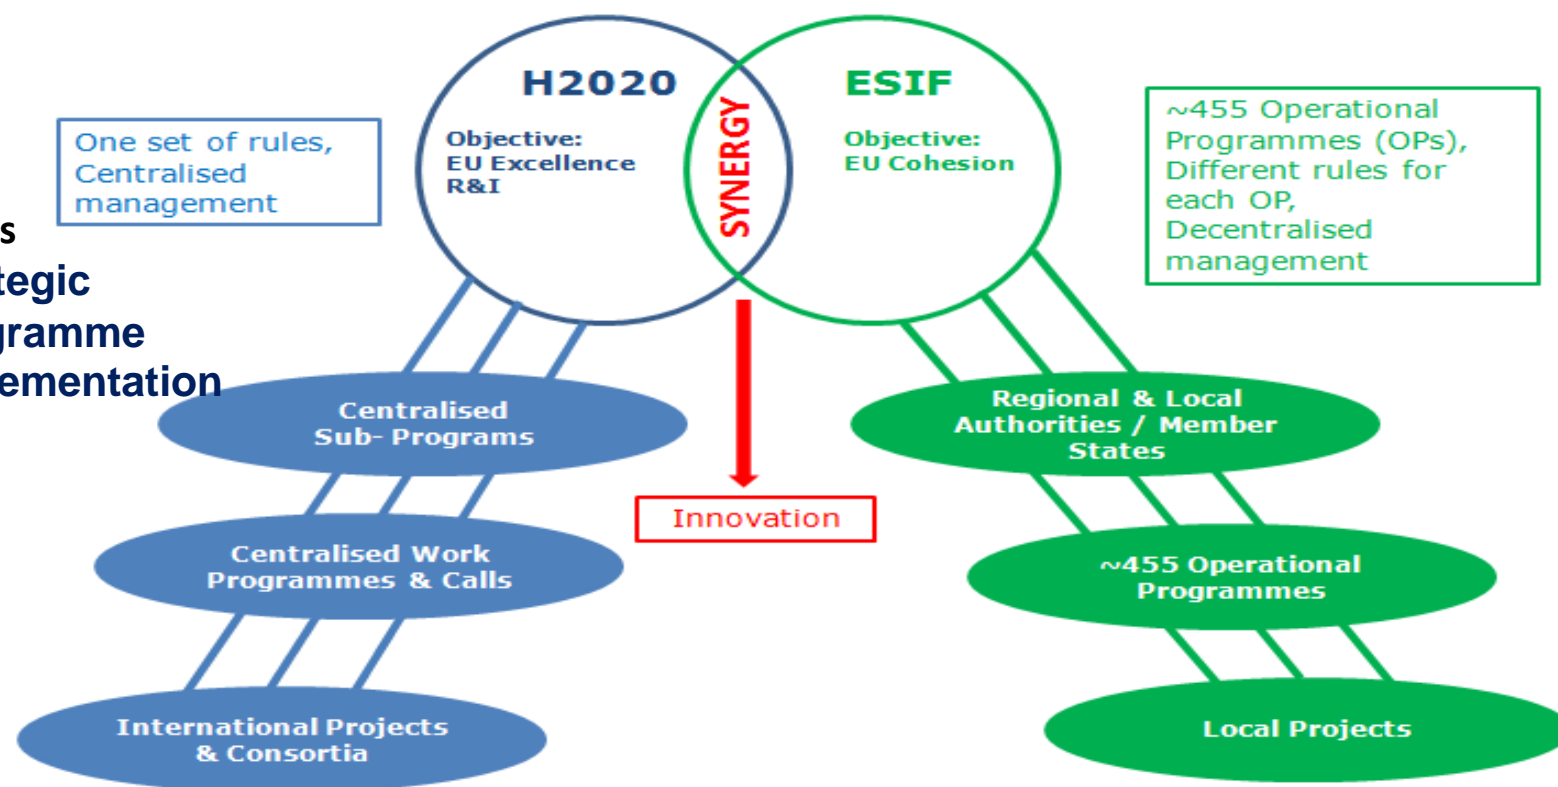 H2020
Objective:
EU Excellence
R&I
SYNERGY
ESIF
Objective:
EU Cohesion
One set of rules,
Centralised
management
~455 Operational
Programmes (OPs),
Different rules for
each OP,
Decentralised
management
s
tegic
gramme
ementation
Centralised
Sub- Programs
Regional & Local
Authorities / Member
States
Innovation
Centralised Work
Programmes & Calls
~455 Operational
Programmes
International Projects
& Consortia
Local Projects